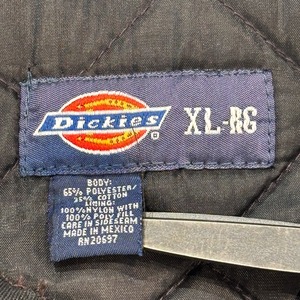 Dickies XL-RG
BODY:
65% POLYESTER/
35% COTTON
LINING:
100% NYLON WITH
100% POLY FILL
CARE IN SIDESEAM
MADE IN MEXICO
RN20697